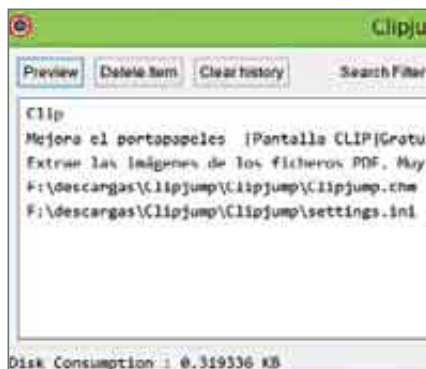 Clipju
Preview Delete Item Clear history Search Filter
Clip
Mejora el portapapeles |Pantalla CLIP|Gratu
Extrae las imágenes de los ficheros PDF. Muy
F:\descargas\Clipjump\Clipjump\Clipjump.chm
F:\descargas\Clipjump\Clipjump\settings.ini
Disk Consumption : 0.319336 KB